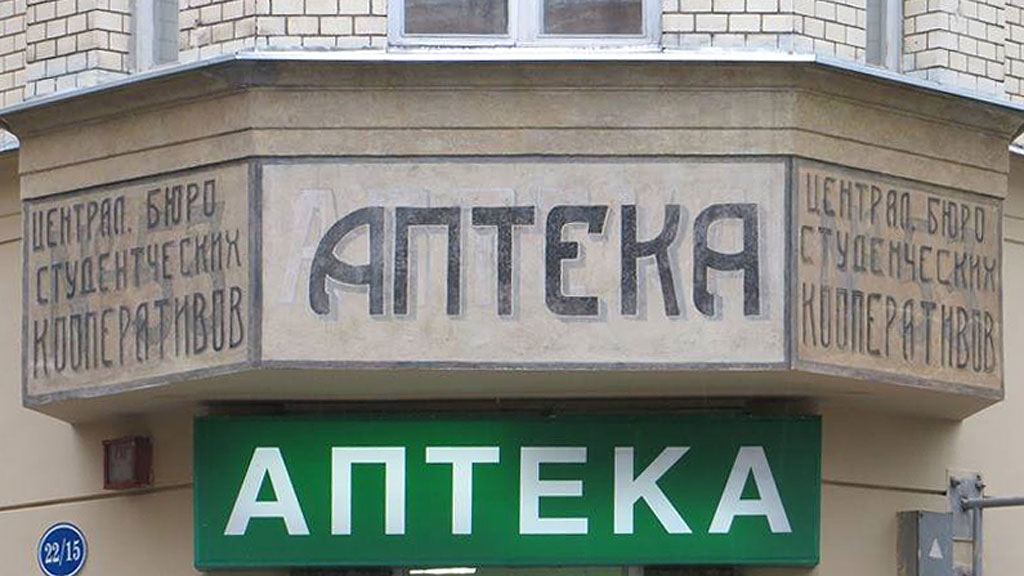 ЦЕНТРАЛ. БЮРО
СТУДЕНТЧЕСКИХ
КООПЕРАТИВОВ
АПТЕКА
ЦЕНТРАЛ. БЮРО
СТУДЕНЧЕСКИХ
КООПЕРАТИВОВ
АПТЕКА
22/15